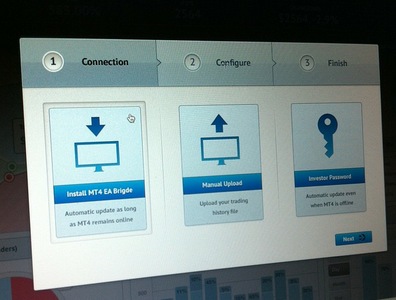 1 Connection
2 Configure
3 Finish
Install MT4 EA Brigde
Automatic update as long
as MT4 remains online
Manual Upload
Upload your trading
history file
Investor Password
Automatic update even
when MT4 is offline
Next